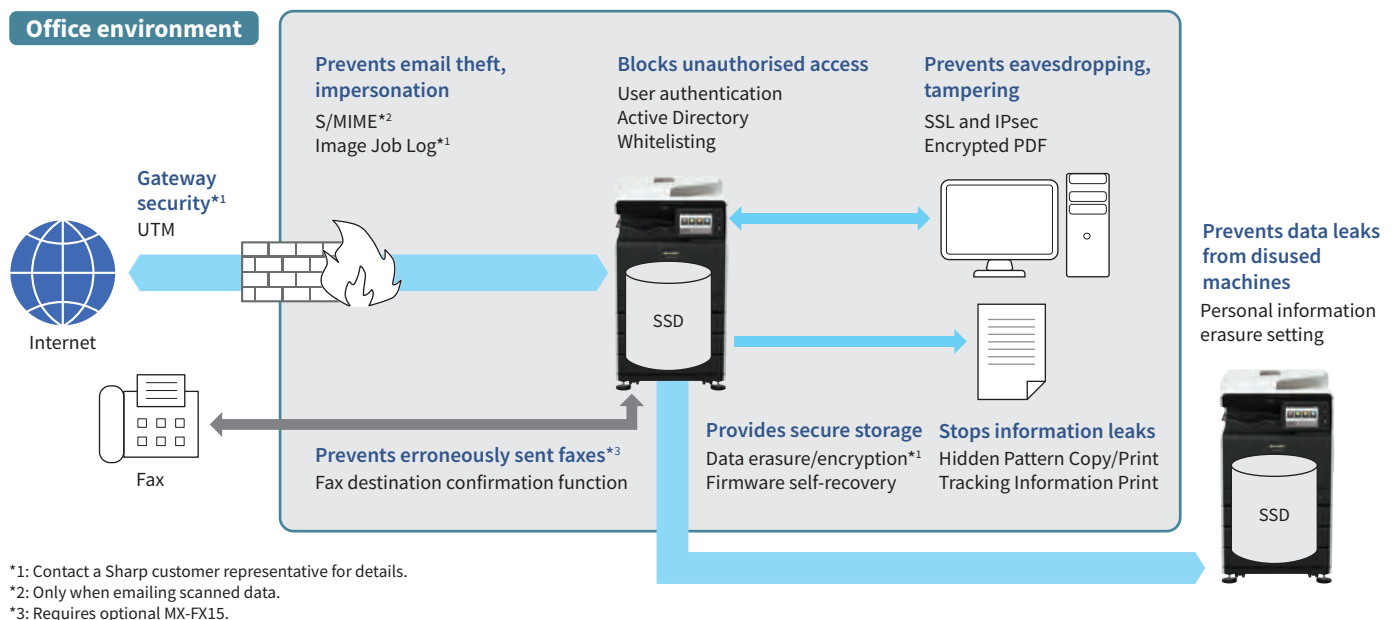 Office environment
Prevents email theft,
impersonation
S/MIME*2
Image Job Log*1
Blocks unauthorised access
User authentication
Active Directory
Whitelisting
Prevents eavesdropping,
tampering
SSL and IPsec
Encrypted PDF
Gateway
security*1
UTM
Internet
SSD
Prevents data leaks
from disused
machines
Personal information
erasure setting
Fax
Prevents erroneously sent faxes*3
Fax destination confirmation function
Provides secure storage
Data erasure/encryption*1
Firmware self-recovery
Stops information leaks
Hidden Pattern Copy/Print
Tracking Information Print
SSD
*1: Contact a Sharp customer representative for details.
*2: Only when emailing scanned data.
*3: Requires optional MX-FX15.